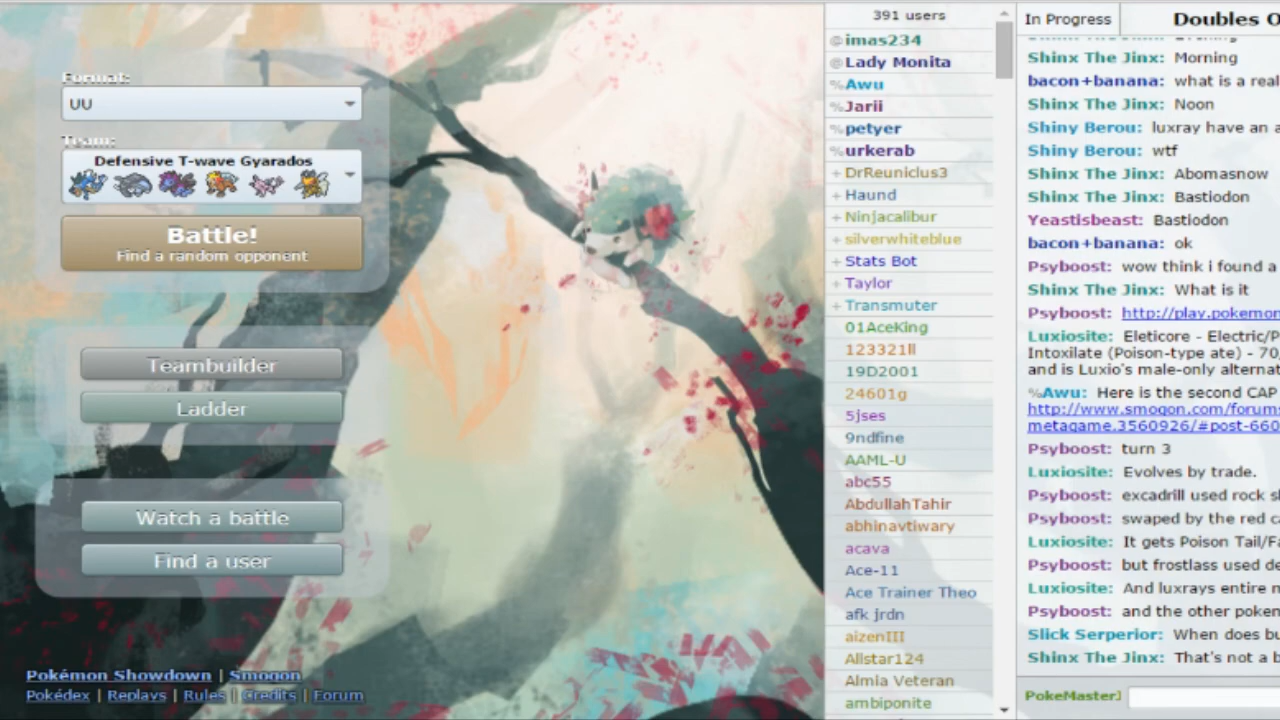 Format:
UU
Team:
Defensive T-wave Gyarados
Battle!
Find a random opponent
Teambuilder
Ladder
Watch a battle
Find a user
Pokémon Showdown | Smogon
Pokédex | Replays | Rules | Credits | Forum
391 users
@imas234
@Lady Monita
%Awu
%Jarii
%petyer
%urkerab
+DrReuniclus3
+Haund
+Ninjacalibur
+silverwhiteblue
+Stats Bot
+Taylor
+Transmuter
01AceKing
123321ll
19D2001
24601g
5jses
9ndfine
AAML-U
abc55
AbdullahTahir
abhinavtiwary
acava
Ace-11
Ace Trainer Theo
afk jrdn
aizenIII
Allstar124
Almia Veteran
ambiponite
In Progress
Doubles O
Shinx The Jinx: Morning
bacon+banana: what is a real
Shinx The Jinx: Noon
Shiny Berou: luxray have an a
Shiny Berou: wtf
Shinx The Jinx: Abomasnow
Shinx The Jinx: Bastiodon
Yeastisbeast: Bastiodon
bacon+banana: ok
Psyboost: wow think i found a
Shinx The Jinx: What is it
Psyboost: http://play.pokemon
Luxiosite: Eleticore - Electric/P
Intoxilate (Poison-type ate) - 70,
and is Luxio's male-only alternat
%Awu: Here is the second CAP
http://www.smogon.com/forums
metagame.3560926/#post-660
Psyboost: turn 3
Luxiosite: Evolves by trade.
Psyboost: excadrill used rock s
Psyboost: swaped by the red c
Luxiosite: It gets Poison Tail/Fa
Psyboost: but froslass used de
Luxiosite: And luxrays entire m
Psyboost: and the other pokem
Slick Serperior: When does bu
Shinx The Jinx: That's not a b
PokeMasterJ